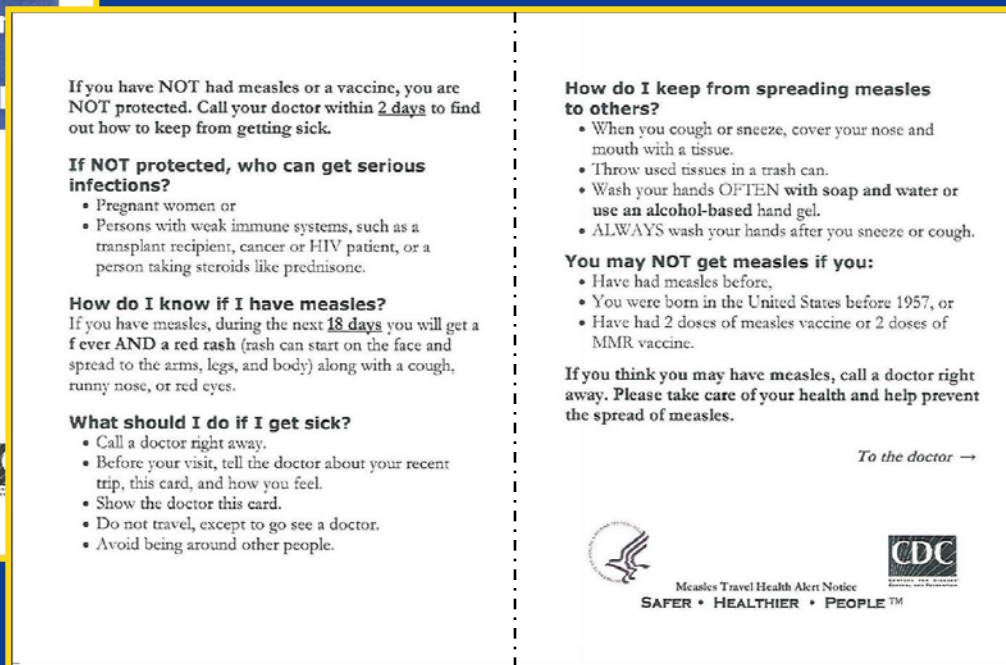 If you have NOT had measles or a vaccine, you are
NOT protected. Call your doctor within 2 days to find
out how to keep from getting sick.
If NOT protected, who can get serious
infections?
• Pregnant women or
• Persons with weak immune systems, such as a
transplant recipient, cancer or HIV patient, or a
person taking steroids like prednisone.
How do I know if I have measles?
If you have measles, during the next 18 days you will get a
f ever AND a red rash (rash can start on the face and
spread to the arms, legs, and body) along with a cough,
runny nose, or red eyes.
What should I do if I get sick?
• Call a doctor right away.
• Before your visit, tell the doctor about your recent
trip, this card, and how you feel.
• Show the doctor this card.
• Do not travel, except to go see a doctor.
• Avoid being around other people.
How do I keep from spreading measles
to others?
• When you cough or sneeze, cover your nose and
mouth with a tissue.
• Throw used tissues in a trash can.
• Wash your hands OFTEN with soap and water or
use an alcohol-based hand gel.
• ALWAYS wash your hands after you sneeze or cough.
You may NOT get measles if you:
• Have had measles before,
• You were born in the United States before 1957, or
• Have had 2 doses of measles vaccine or 2 doses of
MMR vaccine.
If you think you may have measles, call a doctor right
away. Please take care of your health and help prevent
the spread of measles.
To the doctor →
CDC
CENTERS FOR DISEASE
CONTROL AND PREVENTION
Measles Travel Health Alert Notice
SAFER • HEALTHIER • PEOPLE™